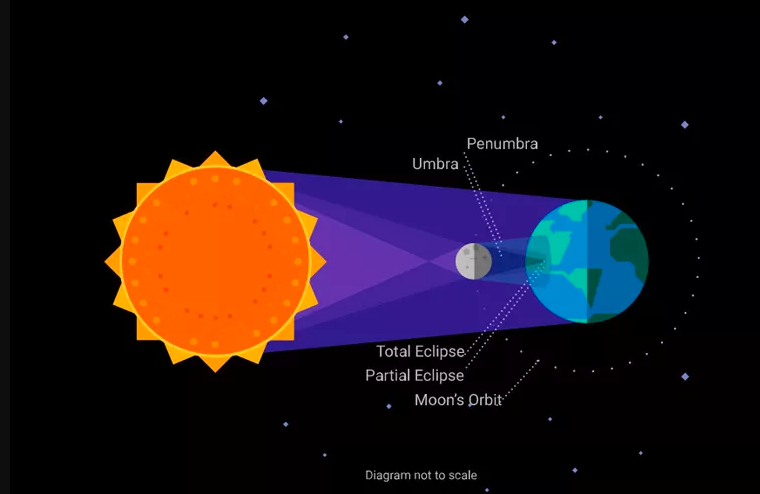 Penumbra
Umbra
Total Eclipse
Partial Eclipse
Moon's Orbit
Diagram not to scale